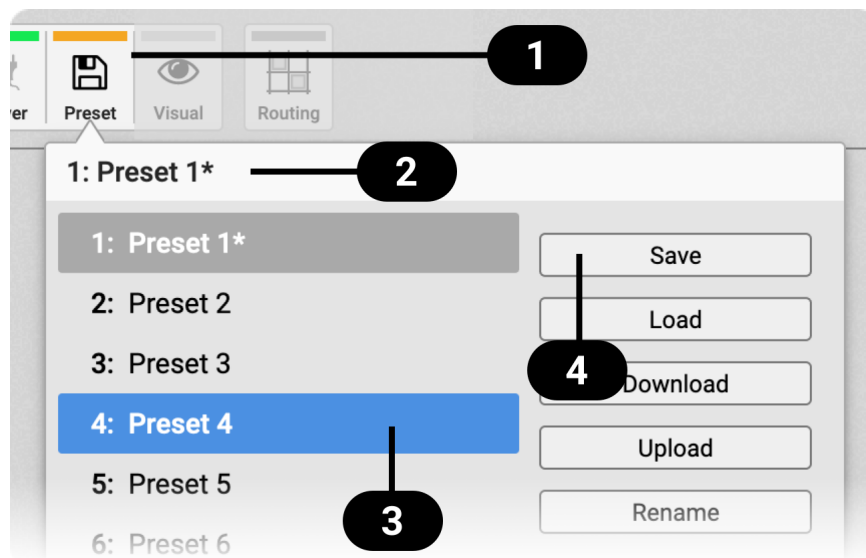 1
er
Preset
Visual
Routing
1: Preset 1*
2
1: Preset 1*
Save
2: Preset 2
Load
3: Preset 3
4
Download
4: Preset 4
Upload
5: Preset 5
3
Rename
6: Preset 6